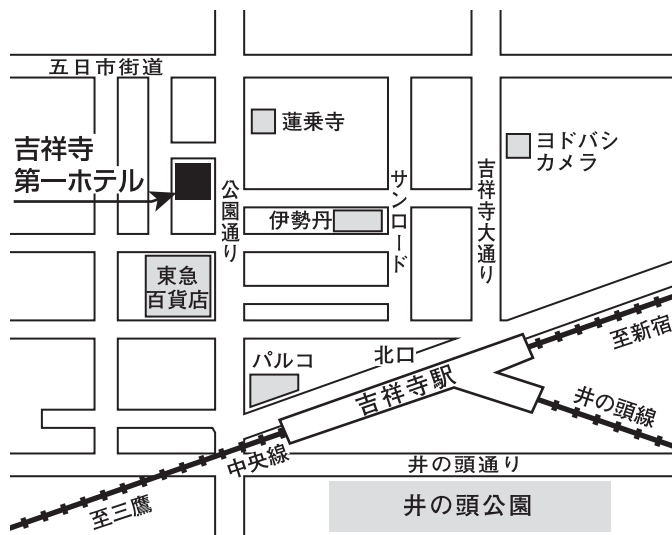 五日市街道
蓮乗寺
ヨドバシ
カメラ
吉祥寺
第一ホテル
公園通り
サンロード
吉祥寺大通り
伊勢丹
東急
百貨店
至新宿
パルコ
北口
吉祥寺駅
井の頭線
中央線
井の頭通り
至三鷹
井の頭公園